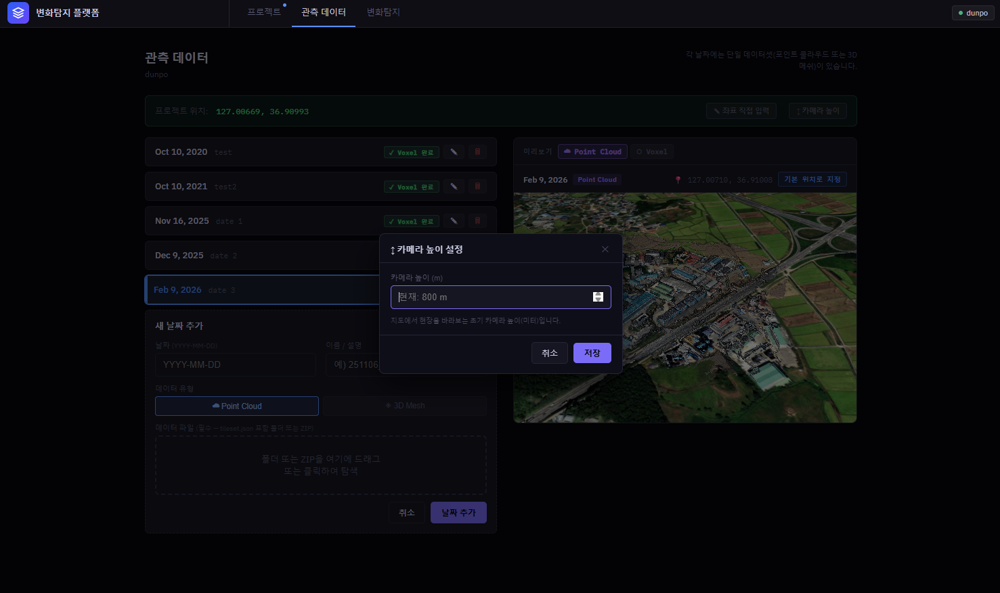 변화탐지 플랫폼
프로젝트
관측 데이터
변화탐지
dunpo
관측 데이터
dunpo
각 날짜에는 단일 데이터셋(포인트 클라우드 또는 3D
메쉬)이 있습니다.
프로젝트 위치: 127.00669, 36.90993
좌표 직접 입력
카메라 높이
Oct 10, 2020 test
✓ Voxel 완료
Oct 10, 2021 test2
✓ Voxel 완료
Nov 16, 2025 date 1
✓ Voxel 완료
Dec 9, 2025 date 2
Feb 9, 2026 date 3
새 날짜 추가
날짜 (YYYY-MM-DD)
이름 / 설명
YYYY-MM-DD
예) 251106
데이터 유형
Point Cloud
3D Mesh
데이터 파일 (필수 — tileset.json 포함 폴더 또는 ZIP)
폴더 또는 ZIP을 여기에 드래그
또는 클릭하여 탐색
취소
날짜 추가
미리보기
Point Cloud
Voxel
Feb 9, 2026
Point Cloud
127.00710, 36.91008
기본 위치로 지정
↕ 카메라 높이 설정
카메라 높이 (m)
현재: 800 m
지도에서 현장을 바라보는 초기 카메라 높이(미터)입니다.
취소
저장